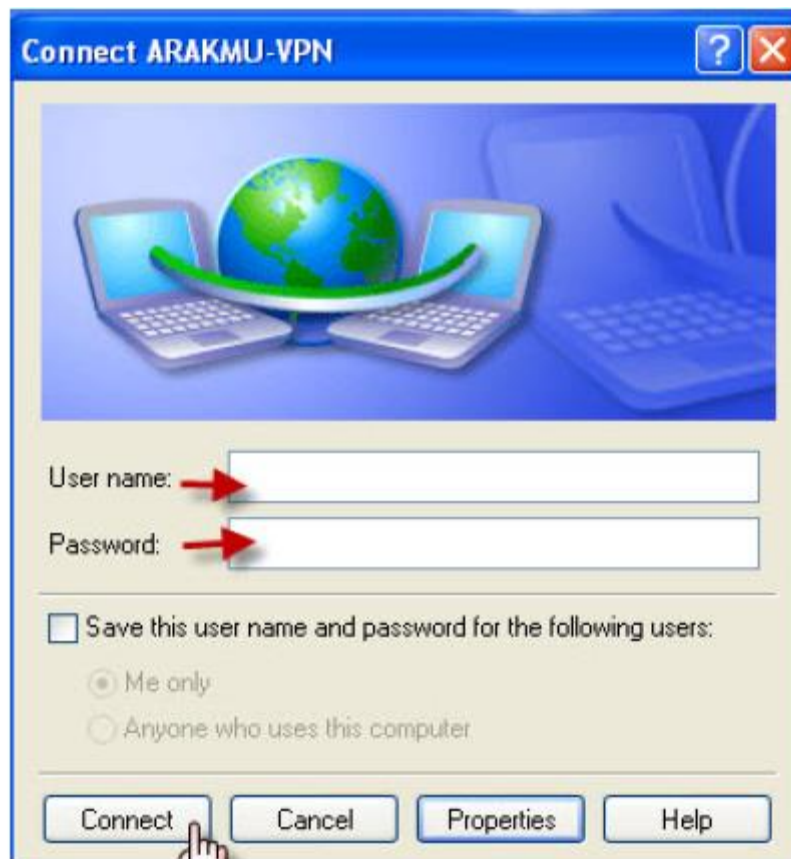 Connect ARAKMU-VPN
User name:
Password:
Save this user name and password for the following users:
Me only
Anyone who uses this computer
Connect Cancel Properties Help